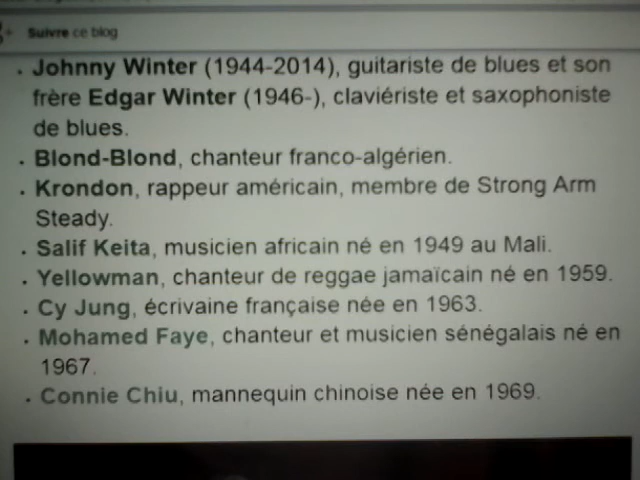 Suivre ce blog
• Johnny Winter (1944-2014), guitariste de blues et son
frère Edgar Winter (1946-), claviériste et saxophoniste
de blues.
• Blond-Blond, chanteur franco-algérien.
• Krondon, rappeur américain, membre de Strong Arm
Steady.
• Salif Keita, musicien africain né en 1949 au Mali.
• Yellowman, chanteur de reggae jamaïcain né en 1959.
• Cy Jung, écrivaine française née en 1963.
• Mohamed Faye, chanteur et musicien sénégalais né en
1967.
• Connie Chiu, mannequin chinoise née en 1969.